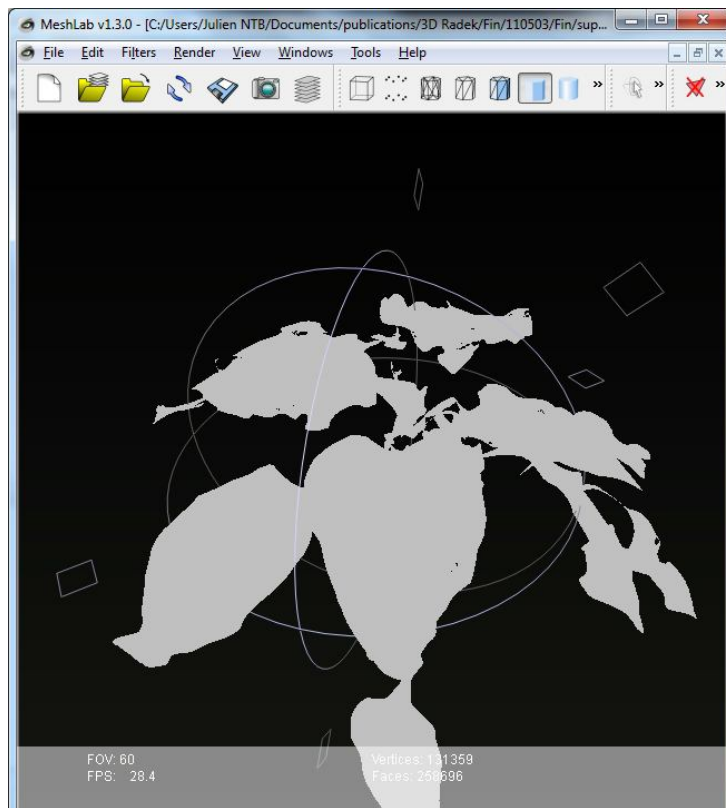 MeshLab v1.3.0 - [C:/Users/Julien NTB/Documents/publications/3D Radek/Fin/110503/Fin/sup...
File Edit Filters Render View Windows Tools Help
FOV: 60
FPS: 28.4
Vertices: 131359
Faces: 258696